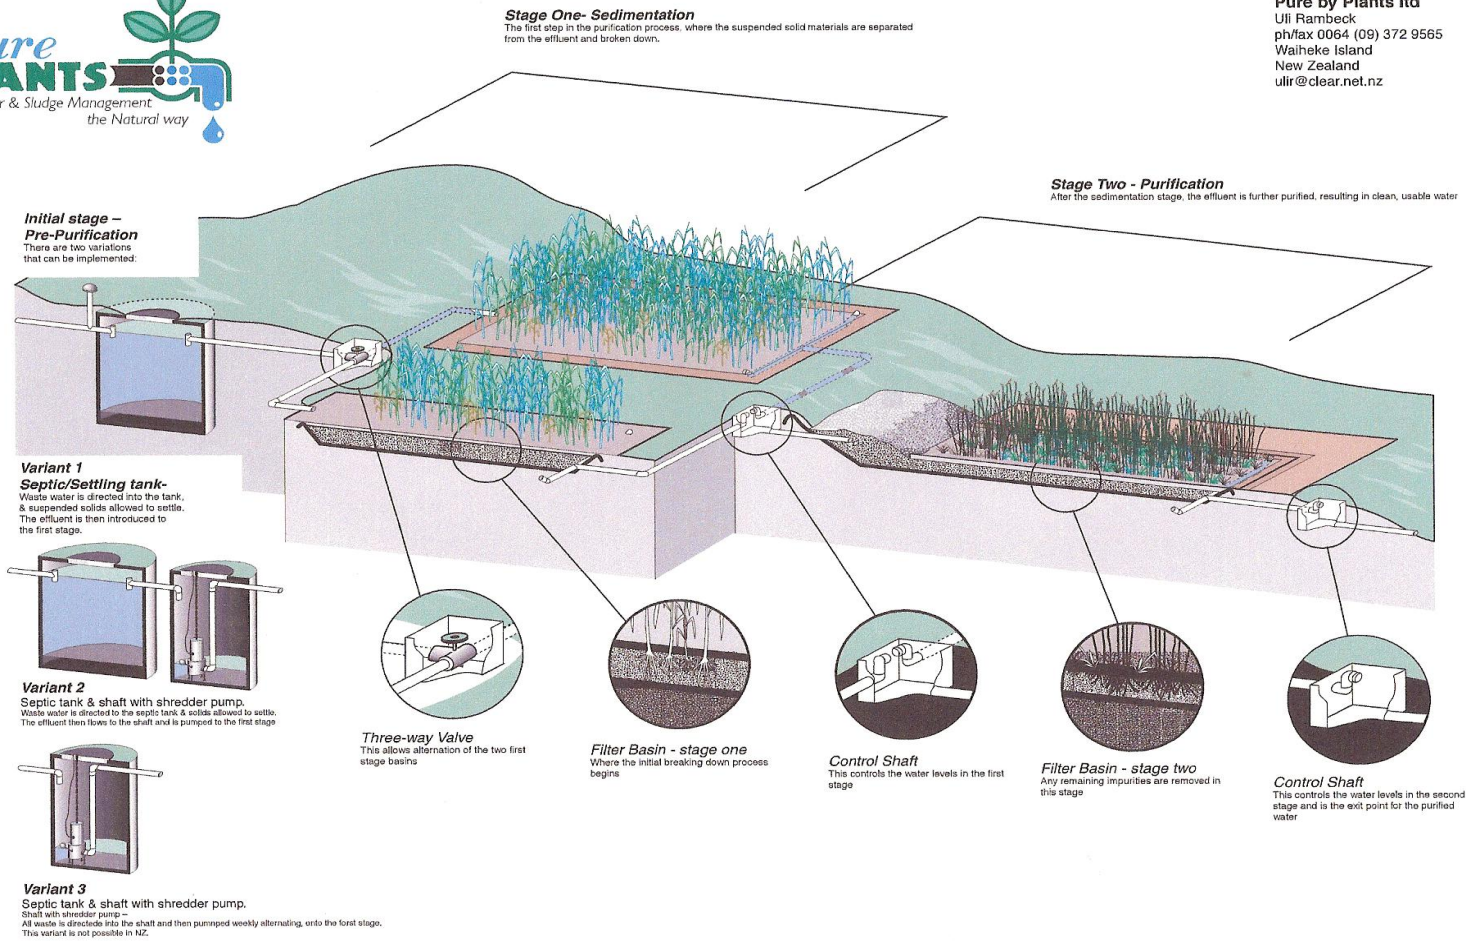 Stage One- Sedimentation
The first step in the purification process, where the suspended solid materials are separated
from the effluent and broken down.
Pure by Plants ltd
Uli Rambeck
ph/fax 0064 (09) 372 9565
Waiheke Island
New Zealand
ulir@clear.net.nz
ure
ANTS
r & Sludge Management
the Natural way
Stage Two - Purification
After the sedimentation stage, the effluent is further purified, resulting in clean, usable water
Initial stage –
Pre-Purification
There are two variations
that can be implemented:
Variant 1
Septic/Settling tank-
Waste water is directed into the tank,
& suspended solids allowed to settle.
The effluent is then introduced to
the first stage.
Variant 2
Septic tank & shaft with shredder pump.
Waste water is directed to the septic tank & solids allowed to settle.
The effluent then flows to the shaft and is pumped to the first stage
Three-way Valve
This allows alternation of the two first
stage basins
Filter Basin - stage one
Where the initial breaking down process
begins
Control Shaft
This controls the water levels in the first
stage
Filter Basin - stage two
Any remaining impurities are removed in
this stage
Control Shaft
This controls the water levels in the second
stage and is the exit point for the purified
water
Variant 3
Septic tank & shaft with shredder pump.
Shaft with shredder pump –
All waste is directede into the shaft and then pumnped weekly alternating, onto the forst stage.
This variant is not possible in NZ.